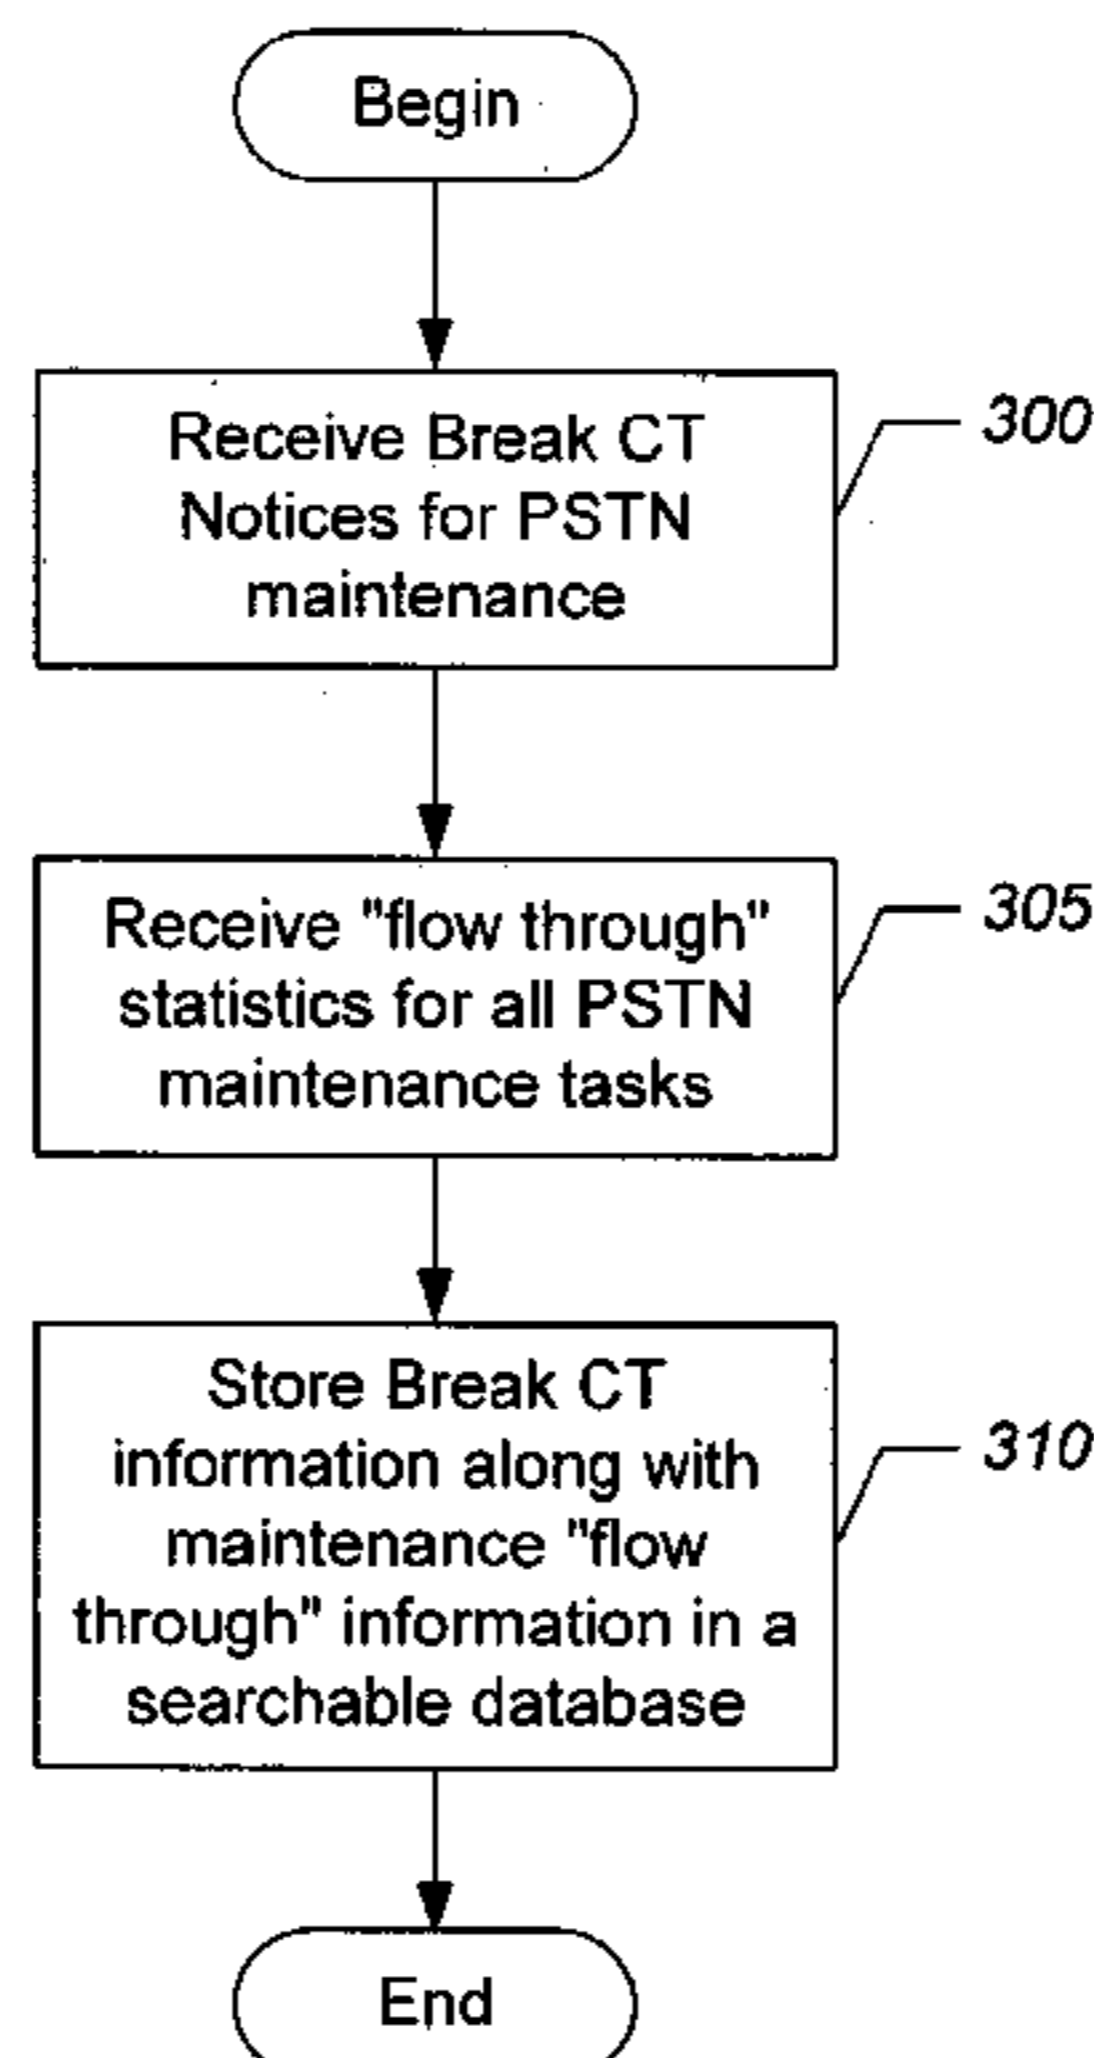 Begin
Receive Break CT
Notices for PSTN
maintenance
300
Receive "flow through"
statistics for all PSTN
maintenance tasks
305
Store Break CT
information along with
maintenance "flow
through" information in a
searchable database
310
End